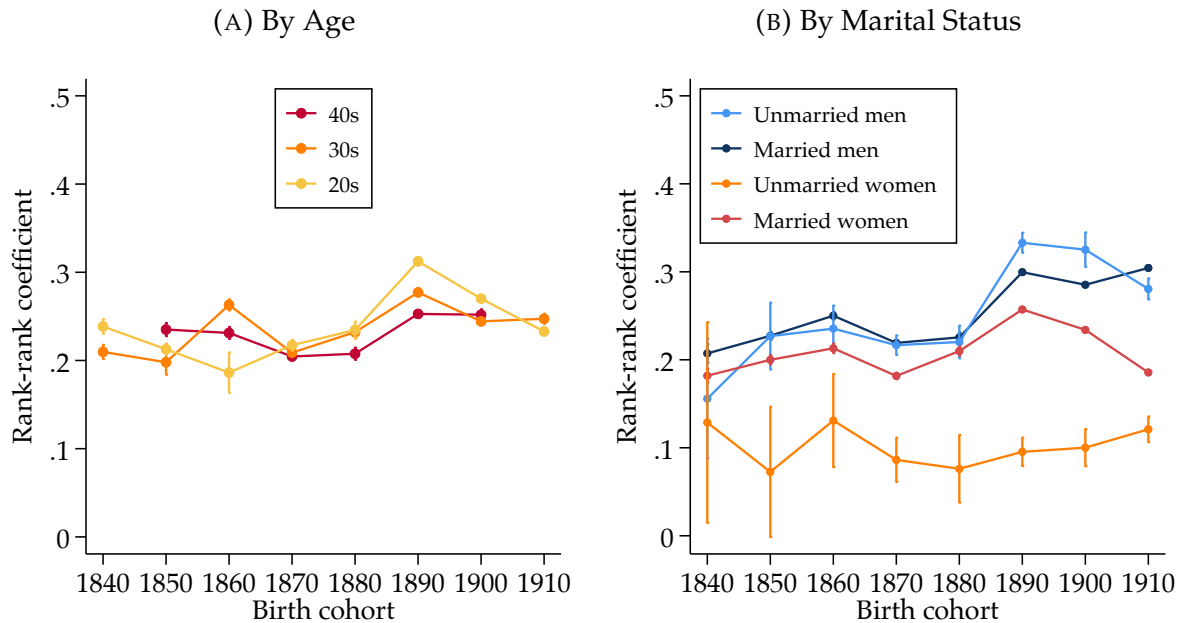 (A) By Age
Rank-rank coefficient
.5
.4
.3
.2
.1
0
40s
30s
20s
1840 1850 1860 1870 1880 1890 1900 1910
Birth cohort
(B) By Marital Status
Rank-rank coefficient
.5
.4
.3
.2
.1
0
Unmarried men
Married men
Unmarried women
Married women
1840 1850 1860 1870 1880 1890 1900 1910
Birth cohort